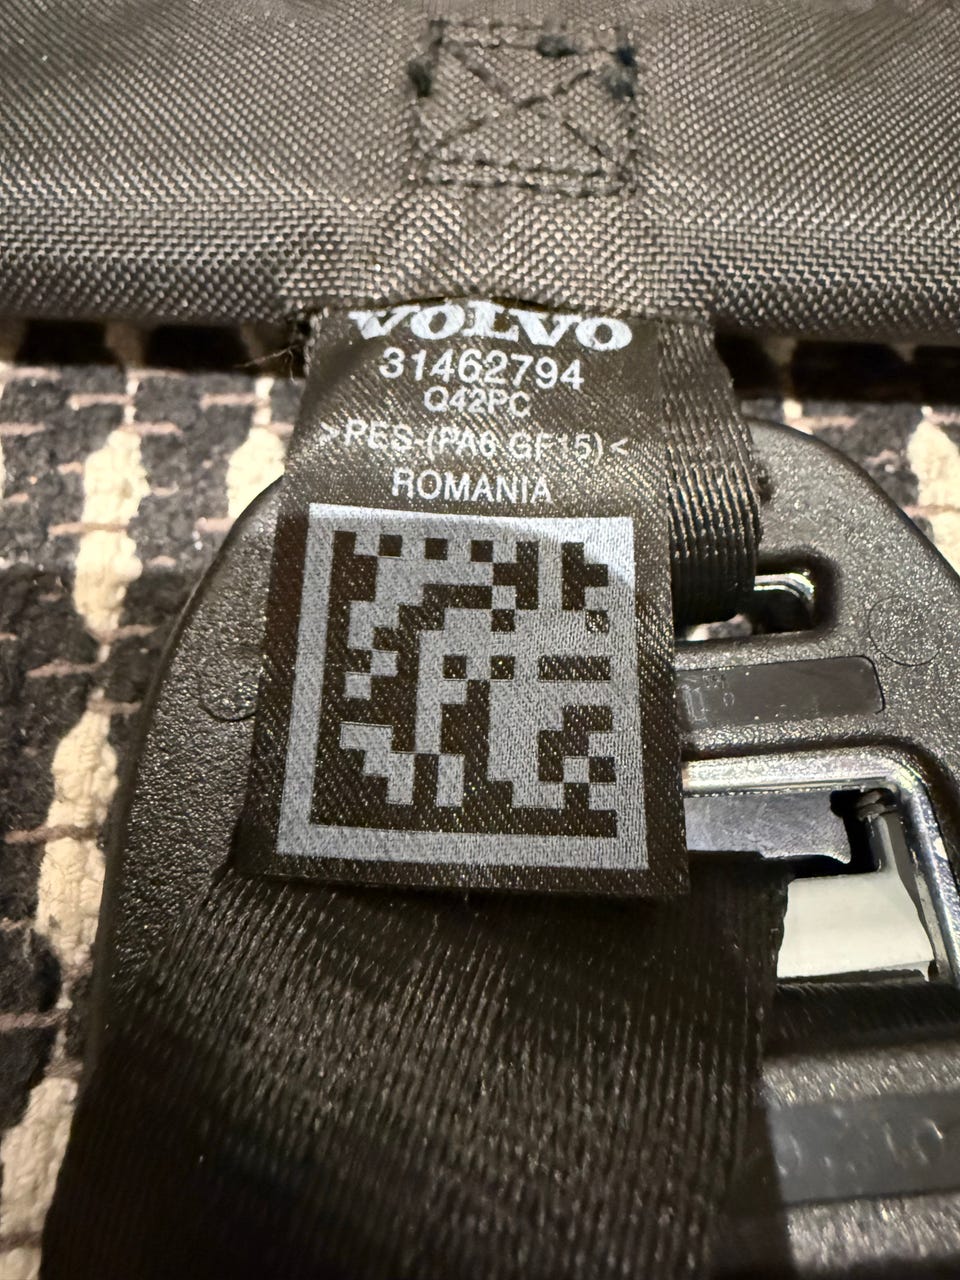 VOLVO
31462794
Q42PC
>PES (PA6 GF15)<
ROMANIA